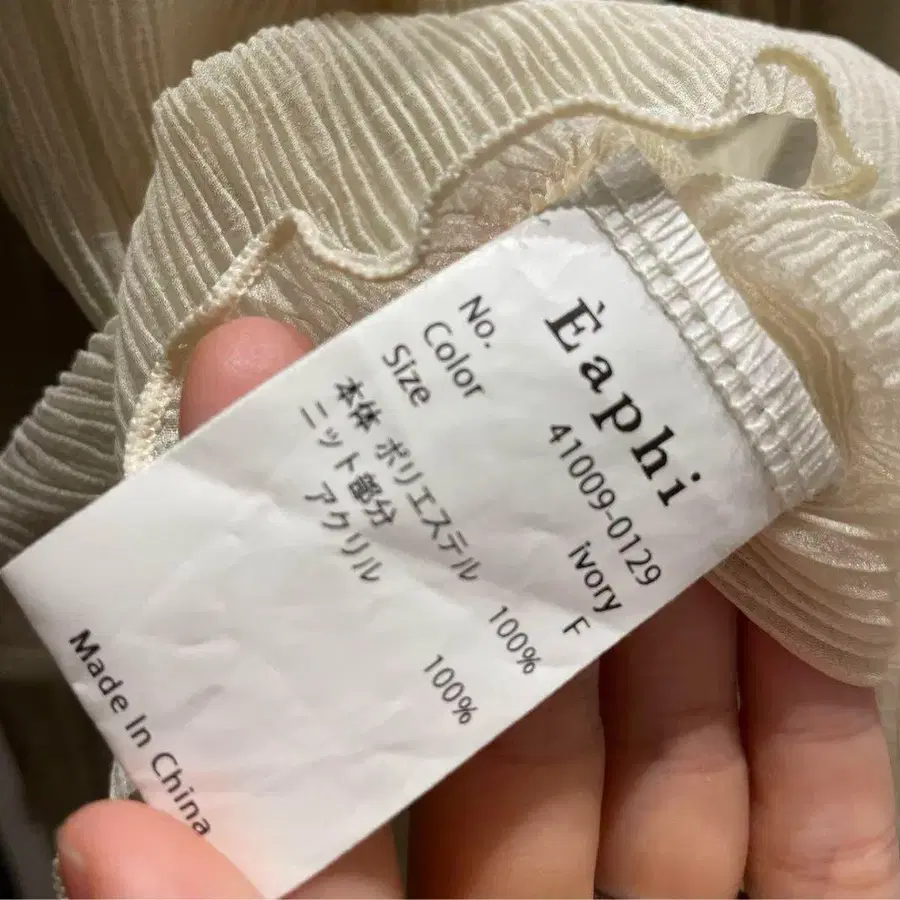 Èaphi
No. 41009-0129
Color ivory
Size F
本体 ポリエステル 100%
ニット部分
アクリル 100%
Made In China